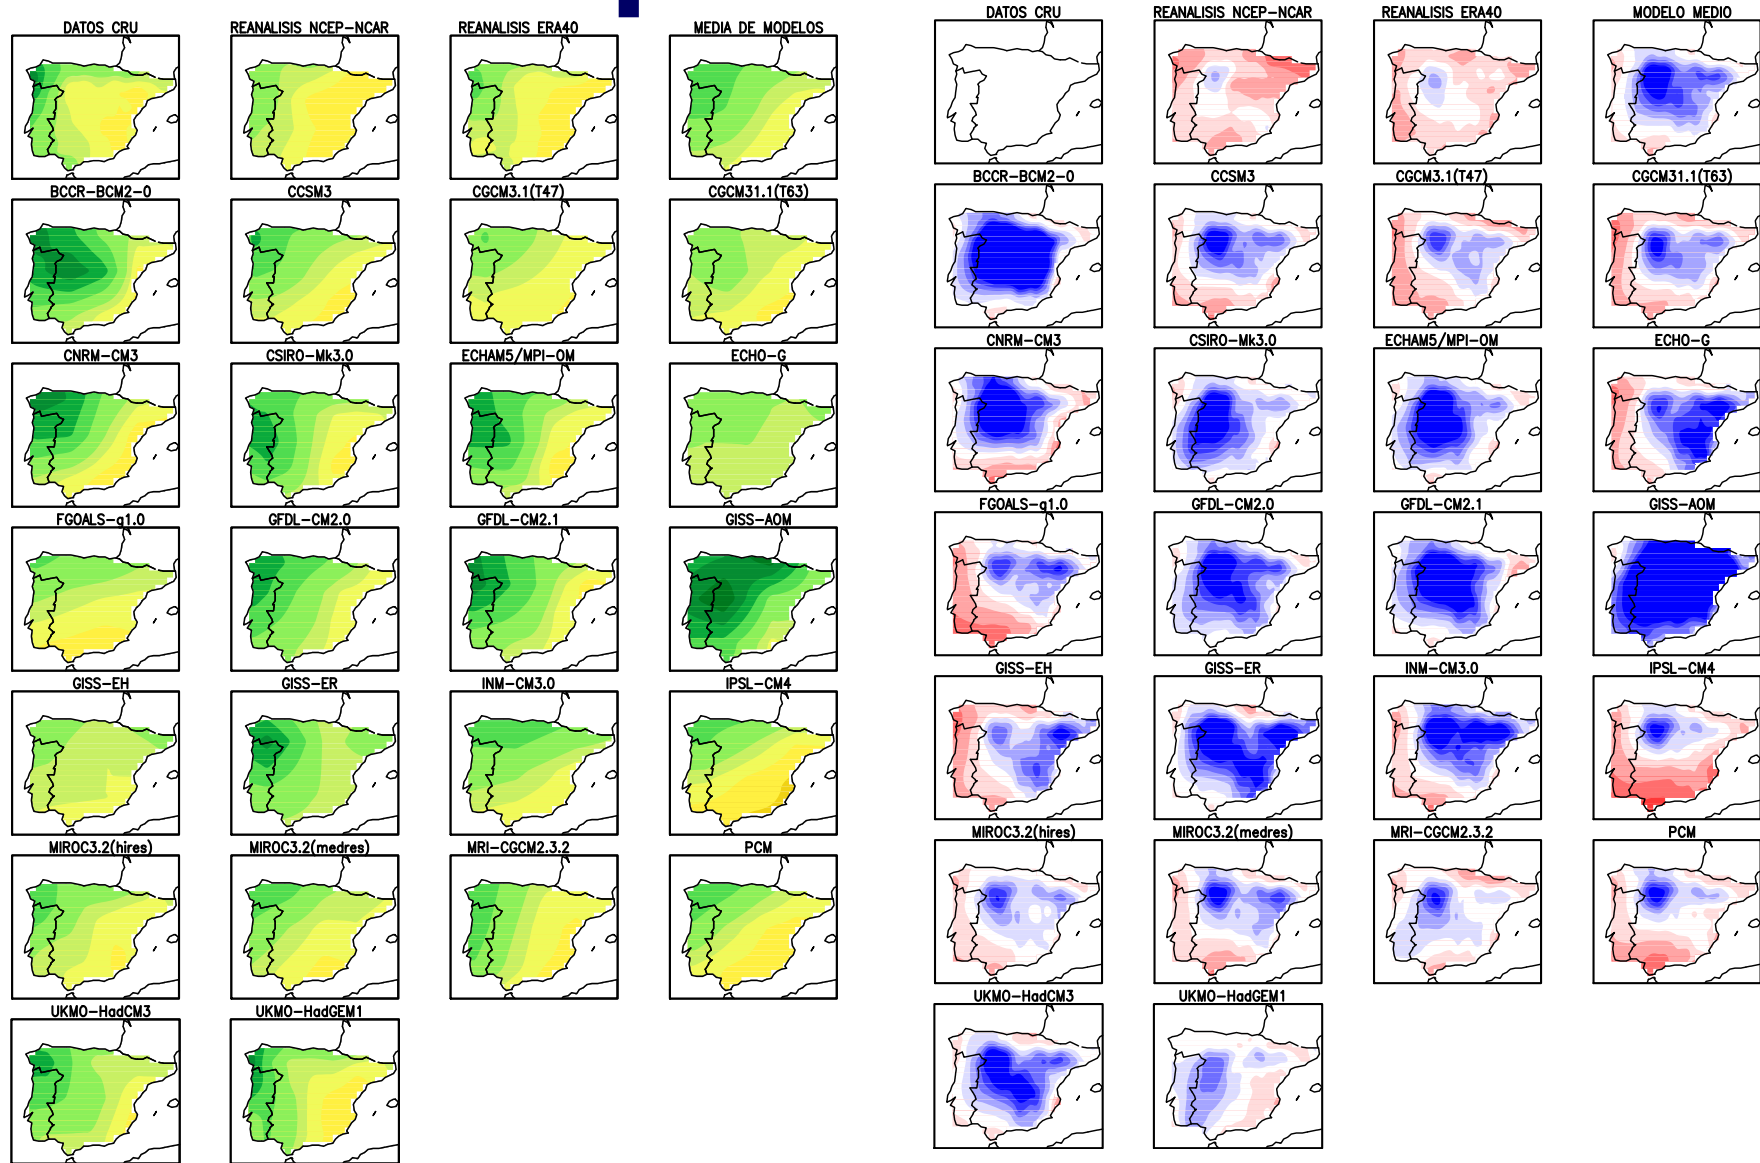 DATOS CRU
REANALISIS NCEP-NCAR
REANALISIS ERA40
MEDIA DE MODELOS
BCCR-BCM2-0
CCSM3
CGCM3.1(T47)
CGCM31.1(T63)
CNRM-CM3
CSIRO-Mk3.0
ECHAM5/MPI-OM
ECHO-G
FGOALS-g1.0
GFDL-CM2.0
GFDL-CM2.1
GISS-AOM
GISS-EH
GISS-ER
INM-CM3.0
IPSL-CM4
MIROC3.2(hires)
MIROC3.2(medres)
MRI-CGCM2.3.2
PCM
UKMO-HadCM3
UKMO-HadGEM1
DATOS CRU
REANALISIS NCEP-NCAR
REANALISIS ERA40
MODELO MEDIO
BCCR-BCM2-0
CCSM3
CGCM3.1(T47)
CGCM31.1(T63)
CNRM-CM3
CSIRO-Mk3.0
ECHAM5/MPI-OM
ECHO-G
FGOALS-g1.0
GFDL-CM2.0
GFDL-CM2.1
GISS-AOM
GISS-EH
GISS-ER
INM-CM3.0
IPSL-CM4
MIROC3.2(hires)
MIROC3.2(medres)
MRI-CGCM2.3.2
PCM
UKMO-HadCM3
UKMO-HadGEM1